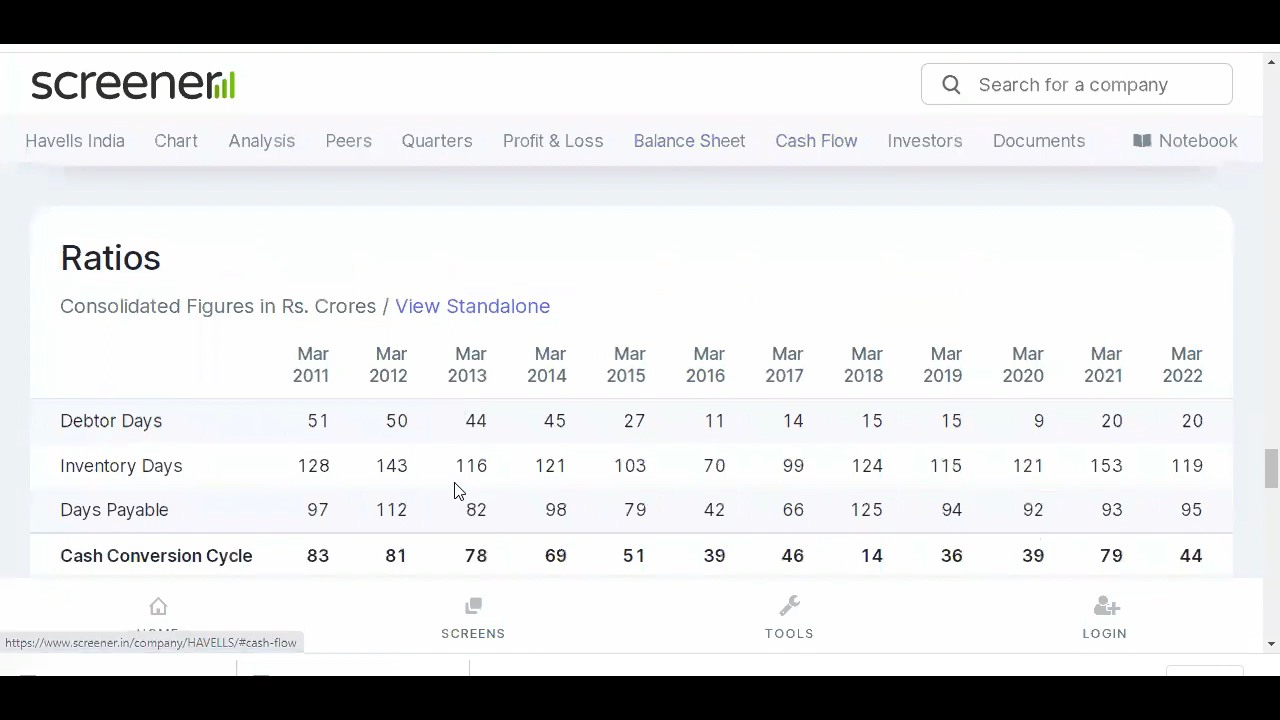 screener
Search for a company
Havells India Chart Analysis Peers Quarters Profit & Loss Balance Sheet Cash Flow Investors Documents Notebook
Ratios
Consolidated Figures in Rs. Crores / View Standalone
Mar 2011 Mar 2012 Mar 2013 Mar 2014 Mar 2015 Mar 2016 Mar 2017 Mar 2018 Mar 2019 Mar 2020 Mar 2021 Mar 2022
Debtor Days 51 50 44 45 27 11 14 15 15 9 20 20
Inventory Days 128 143 116 121 103 70 99 124 115 121 153 119
Days Payable 97 112 82 98 79 42 66 125 94 92 93 95
Cash Conversion Cycle 83 81 78 69 51 39 46 14 36 39 79 44
HOME SCREENS TOOLS LOGIN
https://www.screener.in/company/HAVELLS/#cash-flow